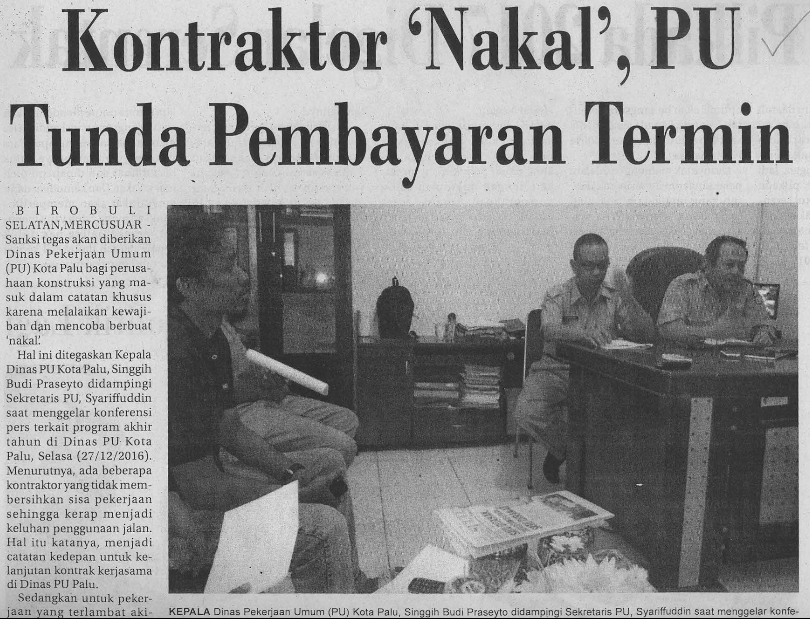 Kontraktor ‘Nakal’, PU
Tunda Pembayaran Termin
BIROBULI
SELATAN,MERCUSUAR -
Sanksi tegas akan diberikan
Dinas Pekerjaan Umum
(PU) Kota Palu bagi perusa-
haan konstruksi yang ma-
suk dalam catatan khusus
karena melalaikan kewaji-
ban dan mencoba berbuat
‘nakal’.
Hal ini ditegaskan Kepala
Dinas PU Kota Palu, Singgih
Budi Praseyto didampingi
Sekretaris PU, Syariffuddin
saat menggelar konferensi
pers terkait program akhir
tahun di Dinas PU Kota
Palu, Selasa (27/12/2016).
Menurutnya, ada beberapa
kontraktor yang tidak mem-
bersihkan sisa pekerjaan
sehingga kerap menjadi
keluhan penggunaan jalan.
Hal itu katanya, menjadi
catatan kedepan untuk ke-
lanjutan kontrak kerjasama
di Dinas PU Palu.
Sedangkan untuk peker-
jaan yang terlambat aki-
KEPALA Dinas Pekerjaan Umum (PU) Kota Palu, Singgih Budi Praseyto didampingi Sekretaris PU, Syariffuddin saat menggelar konfe-